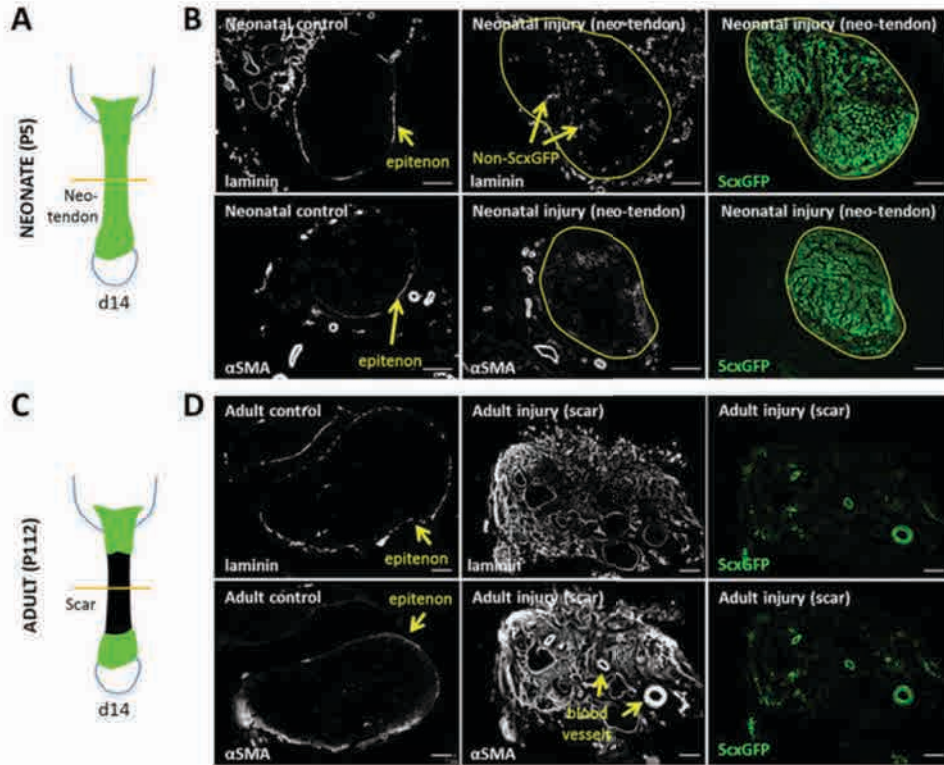 A
NEONATE (P5)
Neo-
tendon
d14
B
Neonatal control
epitenon
laminin
Neonatal injury (neo-tendon)
Non-ScxGFP
laminin
Neonatal injury (neo-tendon)
ScxGFP
Neonatal control
epitenon
αSMA
Neonatal injury (neo-tendon)
αSMA
Neonatal injury (neo-tendon)
ScxGFP
C
ADULT (P112)
Scar
d14
D
Adult control
epitenon
laminin
Adult injury (scar)
laminin
Adult injury (scar)
ScxGFP
Adult control
epitenon
αSMA
Adult injury (scar)
blood
vessels
αSMA
Adult injury (scar)
ScxGFP